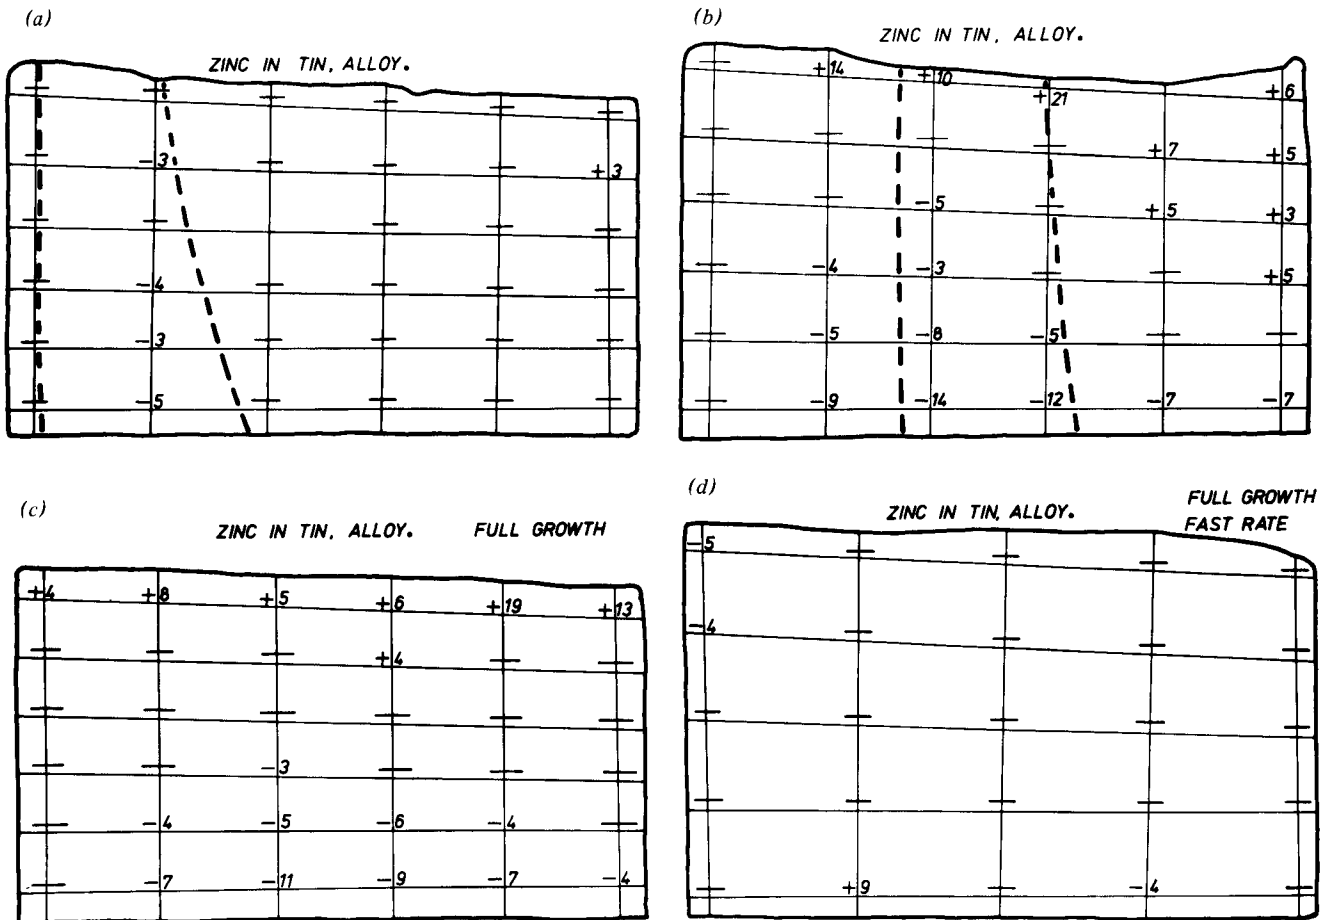 (a)
ZINC IN TIN, ALLOY.
-3 +3
-4
-3
-5
(b)
ZINC IN TIN, ALLOY.
+14 +10 +21 +6
+7 +5
-5 +5 +3
-4 -3 +5
-5 -8 -5
-9 -14 -12 -7 -7
(c)
ZINC IN TIN, ALLOY. FULL GROWTH
+4 +8 +5 +6 +19 +13
+4
-3
-4 -5 -6 -4
-7 -11 -9 -7 -4
(d)
ZINC IN TIN, ALLOY.
FULL GROWTH
FAST RATE
-5
-4
+9 -4